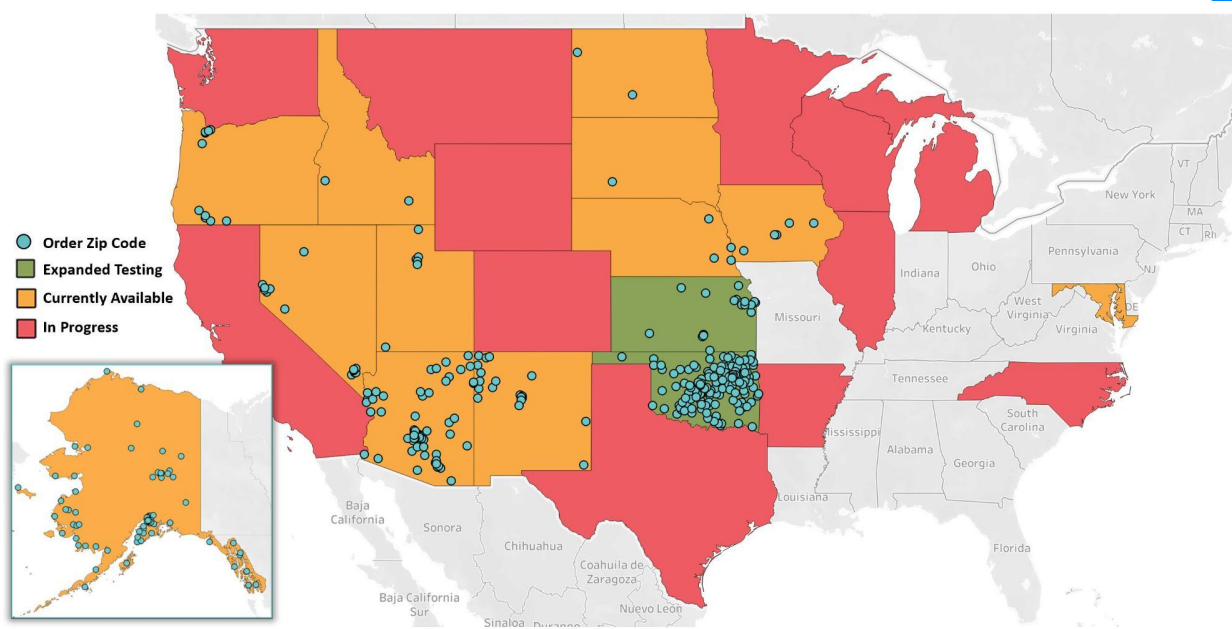 Order Zip Code
Expanded Testing
Currently Available
In Progress
VT
New York
MA
CT
RI
Pennsylvania
NJ
Ohio
Indiana
DE
West
Virginia
Virginia
Kentucky
Missouri
Tennessee
South
Carolina
Mississippi
Alabama
Georgia
Louisiana
Florida
Baja
California
Sonora
Chihuahua
Coahuila de
Zaragoza
Baja California
Sur
Nuevo León
Sinaloa
Durango